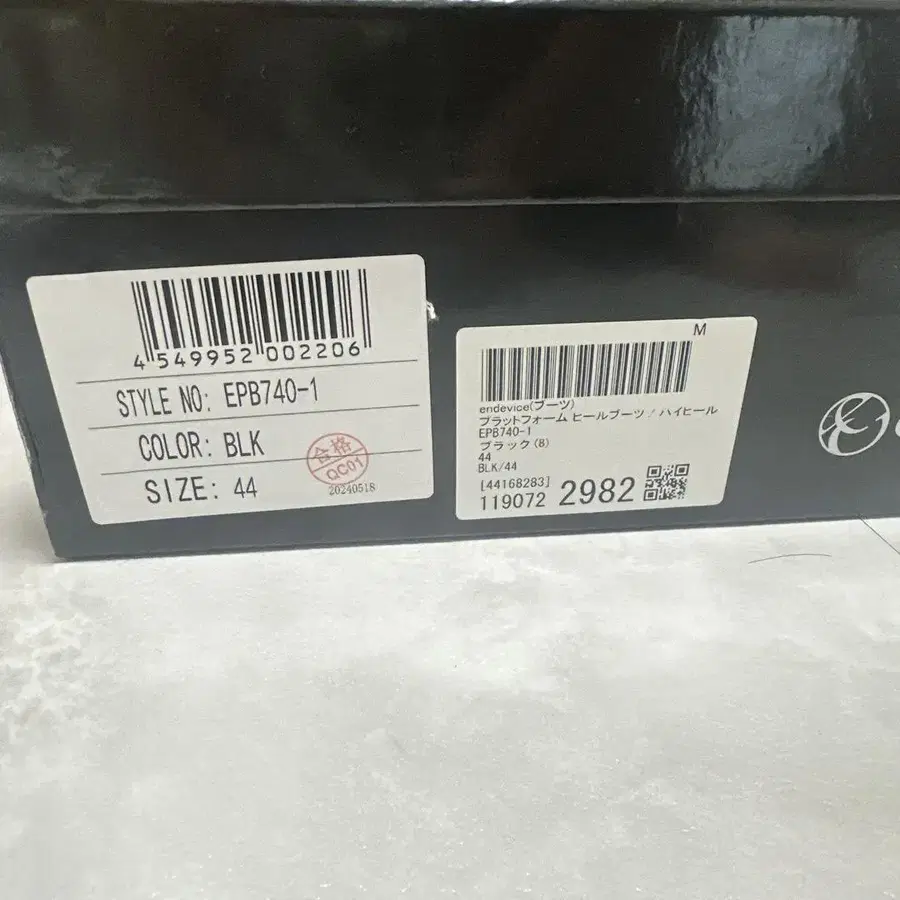 4 549952 002206
STYLE NO: EPB740-1
COLOR: BLK
SIZE: 44
合格
QC01
20240518
M
endevice(ブーツ)
プラットフォーム ヒールブーツ / ハイヒール
EPB740-1
ブラック(B)
44
BLK/44
[44168283]
119072 2982